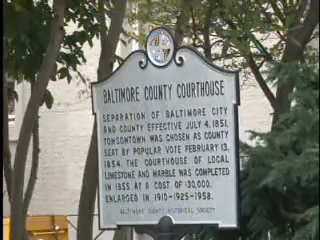 BALTIMORE COUNTY COURTHOUSE
SEPARATION OF BALTIMORE CITY
AND COUNTY EFFECTIVE JULY 4, 1851.
TOWSONTOWN WAS CHOSEN AS COUNTY
SEAT BY POPULAR VOTE FEBRUARY 13,
1854. THE COURTHOUSE OF LOCAL
LIMESTONE AND MARBLE WAS COMPLETED
IN 1855 AT A COST OF $30,000.
ENLARGED IN 1910-1925-1958.
BALTIMORE COUNTY HISTORICAL SOCIETY